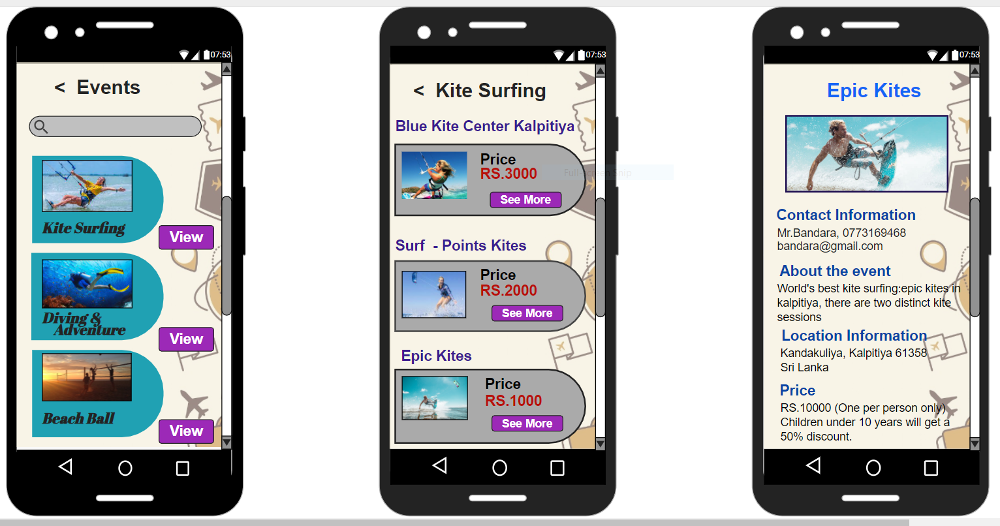 07:53
< Events
Kite Surfing
View
Diving &
Adventure
View
Beach Ball
View
07:53
< Kite Surfing
Blue Kite Center Kalpitiya
Price
RS.3000
Full-screen Snip
See More
Surf - Points Kites
Price
RS.2000
See More
Epic Kites
Price
RS.1000
See More
07:53
Epic Kites
Contact Information
Mr.Bandara, 0773169468
bandara@gmail.com
About the event
World's best kite surfing:epic kites in
kalpitiya, there are two distinct kite
sessions
Location Information
Kandakuliya, Kalpitiya 61358
Sri Lanka
Price
RS.10000 (One per person only)
Children under 10 years will get a
50% discount.